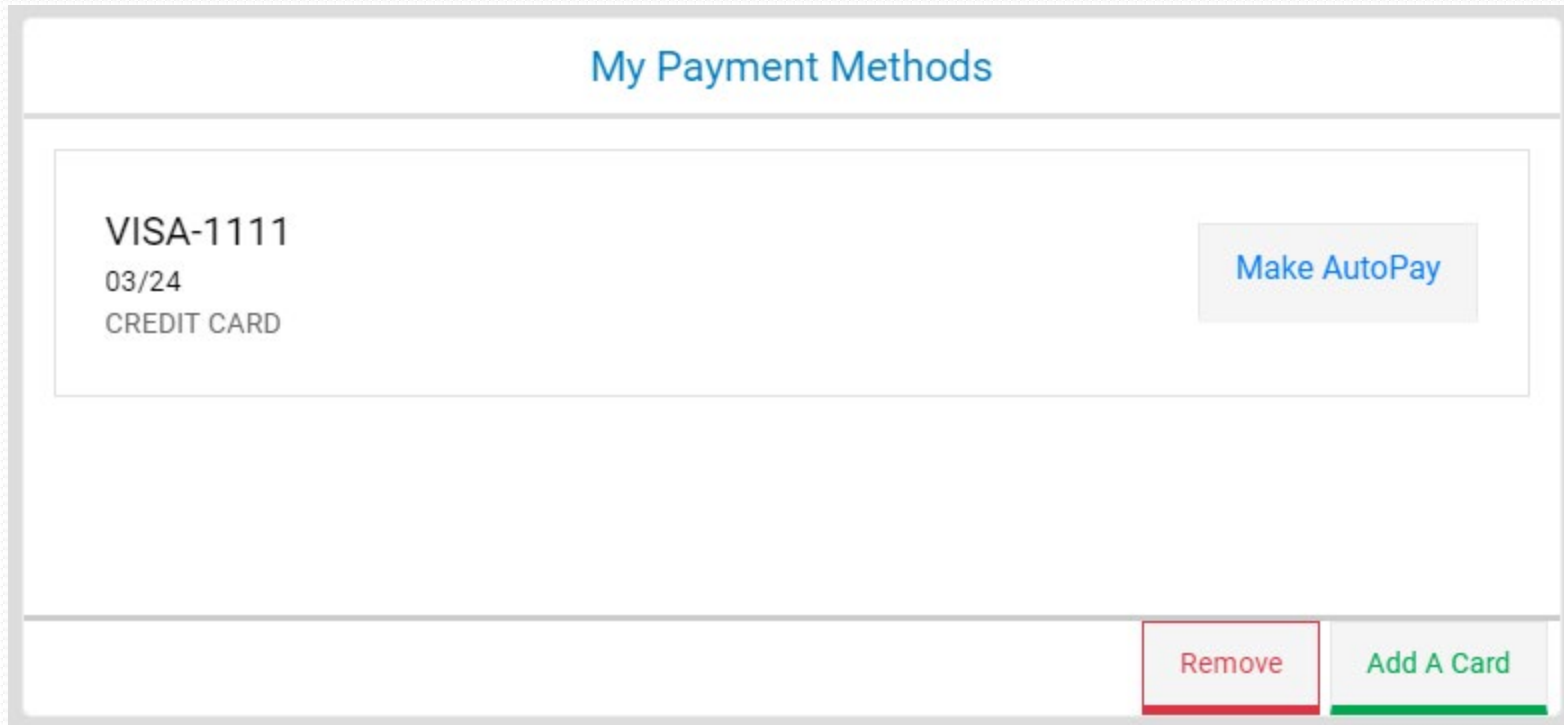 My Payment Methods
VISA-1111
03/24
CREDIT CARD
Make AutoPay
Remove
Add A Card